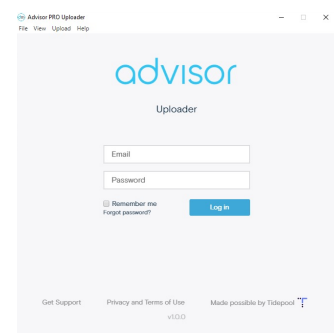 Advisor PRO Uploader
File View Upload Help
advisor
Uploader
Email
Password
Remember me
Forgot password?
Log in
Get Support Privacy and Terms of Use Made possible by Tidepool
v1.0.0